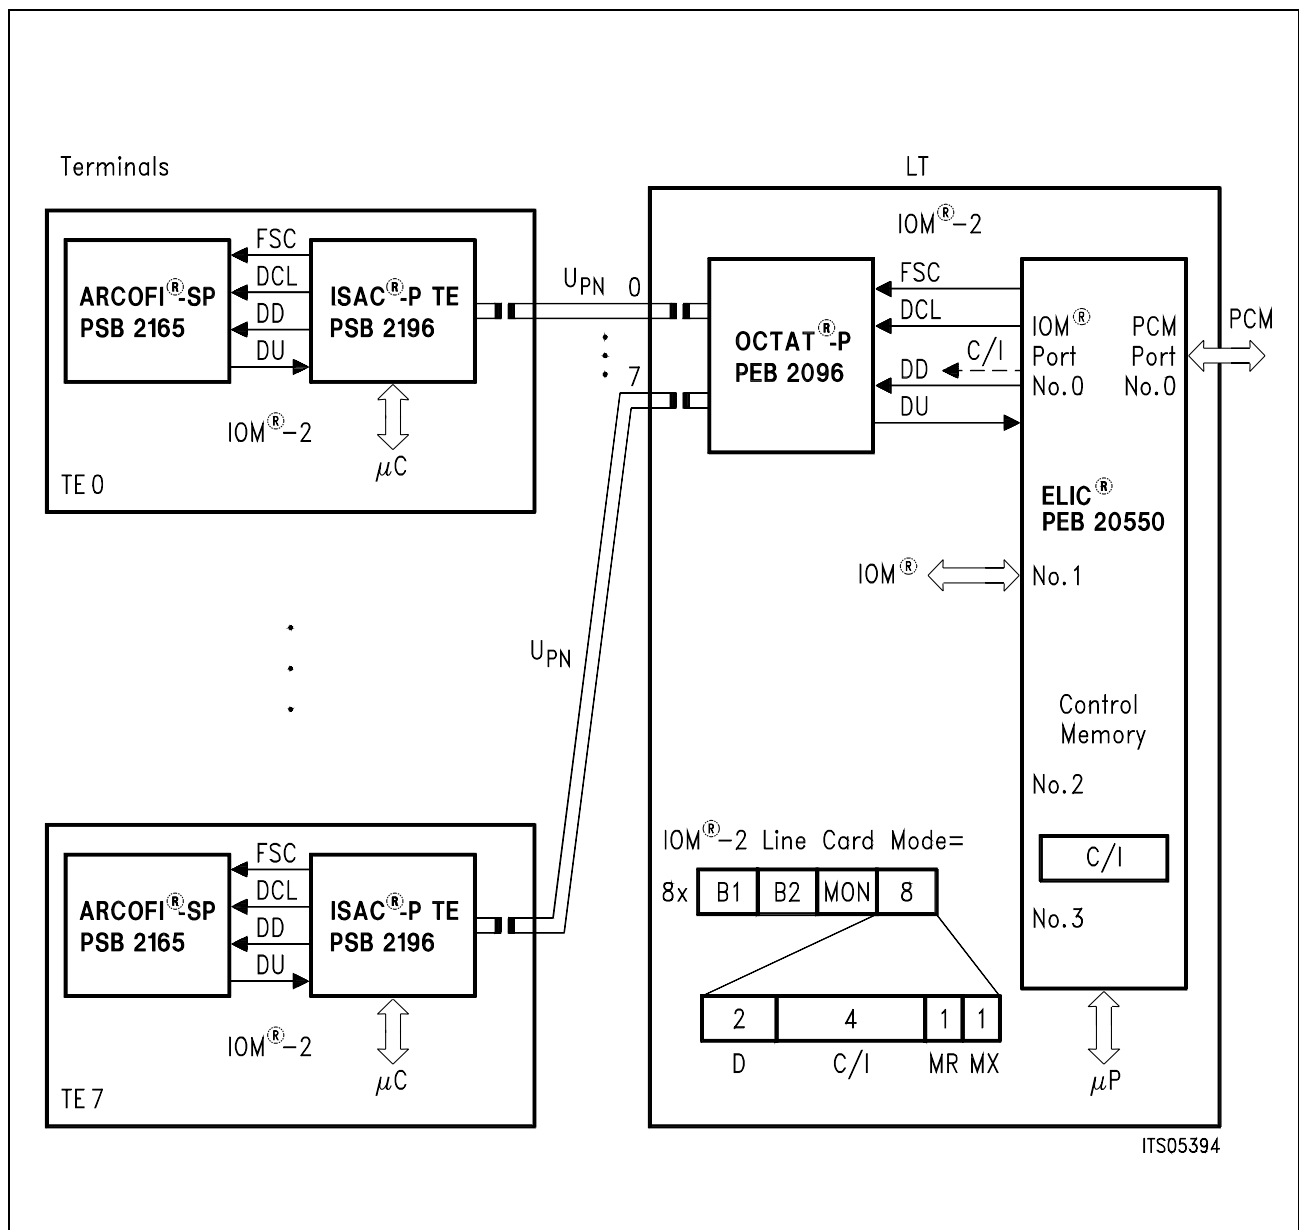 Terminals
LT
IOM®-2
ARCOFI®-SP
PSB 2165
FSC
DCL
DD
DU
ISAC®-P TE
PSB 2196
IOM®-2
µC
TE 0
UPN 0
7
OCTAT®-P
PEB 2096
FSC
DCL
C/I
DD
DU
IOM®
Port
No.0
PCM
Port
No.0
PCM
ELIC®
PEB 20550
IOM®
No.1
UPN
Control
Memory
No.2
C/I
No.3
µP
IOM®-2 Line Card Mode=
8x B1 B2 MON 8
2 4 1 1
D C/I MR MX
ARCOFI®-SP
PSB 2165
FSC
DCL
DD
DU
ISAC®-P TE
PSB 2196
IOM®-2
µC
TE 7
ITS05394